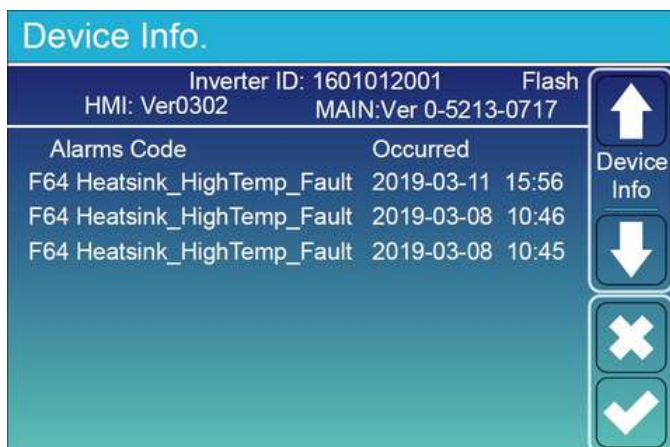 Device Info.
Inverter ID: 1601012001 Flash
HMI: Ver0302 MAIN:Ver 0-5213-0717
Alarms Code Occurred
F64 Heatsink_HighTemp_Fault 2019-03-11 15:56
F64 Heatsink_HighTemp_Fault 2019-03-08 10:46
F64 Heatsink_HighTemp_Fault 2019-03-08 10:45
Device
Info